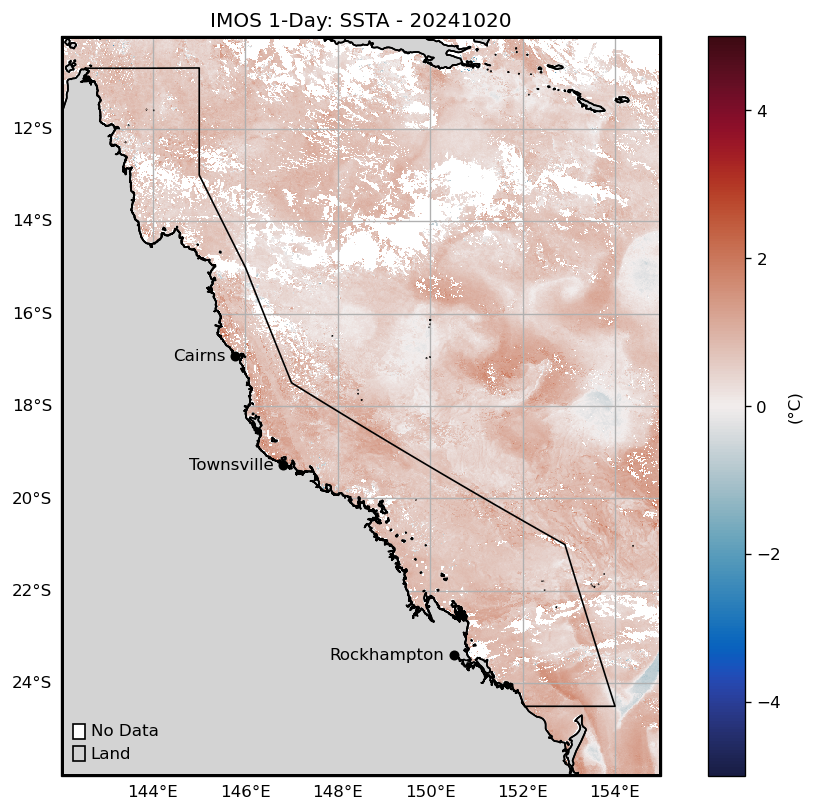 IMOS 1-Day: SSTA - 20241020
12°S
14°S
16°S
18°S
20°S
22°S
24°S
Cairns
Townsville
Rockhampton
No Data
Land
144°E 146°E 148°E 150°E 152°E 154°E
4
2
0
−2
−4
(°C)